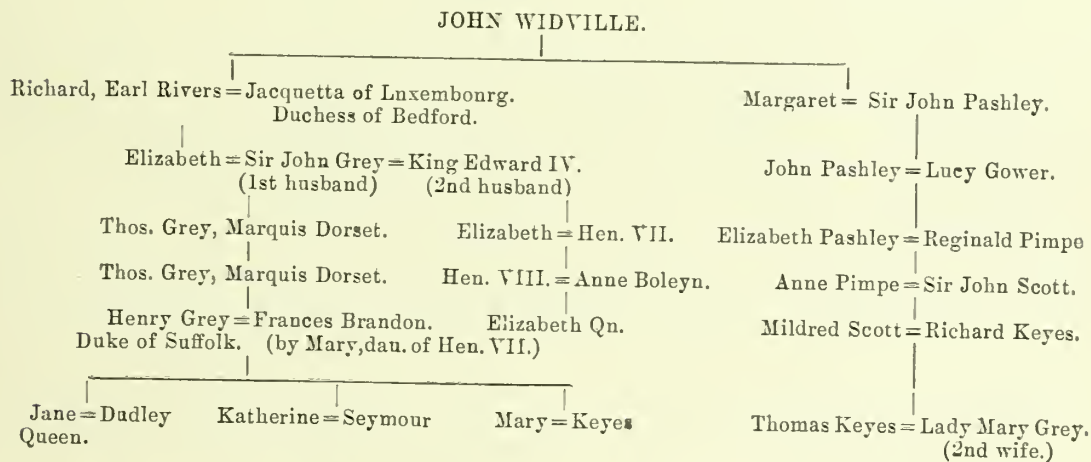 JOHN WIDVILLE.
Richard, Earl Rivers = Jacquetta of Luxembourg. Margaret = Sir John Pashley.
Duchess of Bedford.
Elizabeth = Sir John Grey = King Edward IV. John Pashley = Lucy Gower.
(1st husband) (2nd husband)
Thos. Grey, Marquis Dorset. Elizabeth = Hen. VII. Elizabeth Pashley = Reginald Pimpe
Thos. Grey, Marquis Dorset. Hen. VIII. = Anne Boleyn. Anne Pimpe = Sir John Scott.
Henry Grey = Frances Brandon. Elizabeth Qn. Mildred Scott = Richard Keyes.
Duke of Suffolk. (by Mary, dau. of Hen. VII.)
Jane = Dudley Katherine = Seymour Mary = Keyes Thomas Keyes = Lady Mary Grey.
Queen. (2nd wife.)